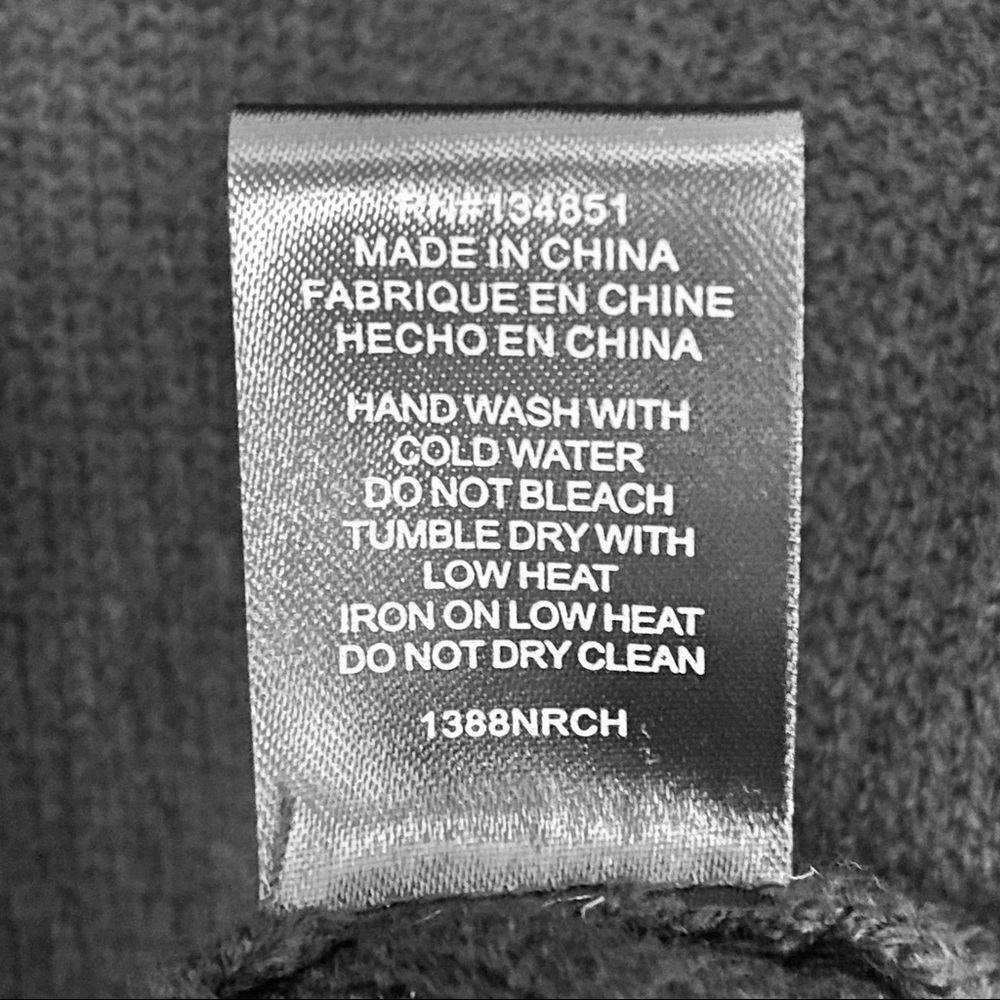 RN#134851
MADE IN CHINA
FABRIQUE EN CHINE
HECHO EN CHINA
HAND WASH WITH
COLD WATER
DO NOT BLEACH
TUMBLE DRY WITH
LOW HEAT
IRON ON LOW HEAT
DO NOT DRY CLEAN
1388NRCH